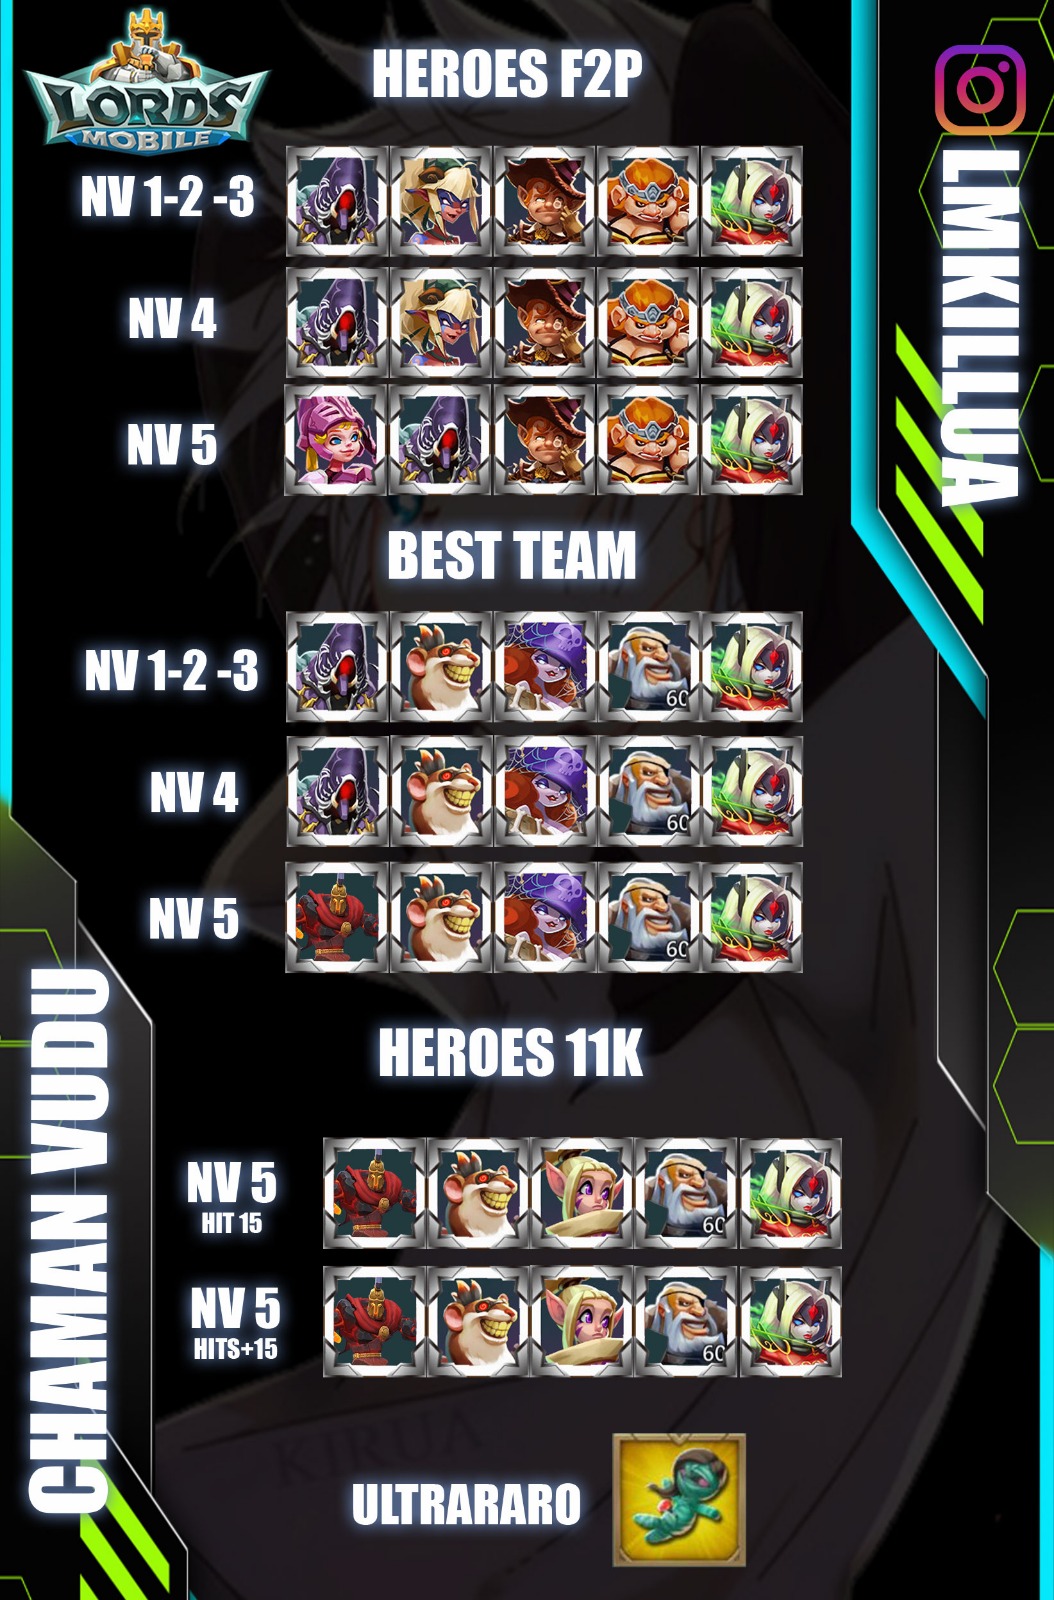 LORDS
MOBILE
HEROES F2P
NV 1-2 -3
NV 4
NV 5
BEST TEAM
NV 1-2 -3
60
NV 4
60
NV 5
60
HEROES 11K
NV 5
HIT 15
60
NV 5
HITS+15
60
KIRUA
ULTRARARO
LMKILLUA
CHAMAN VUDU